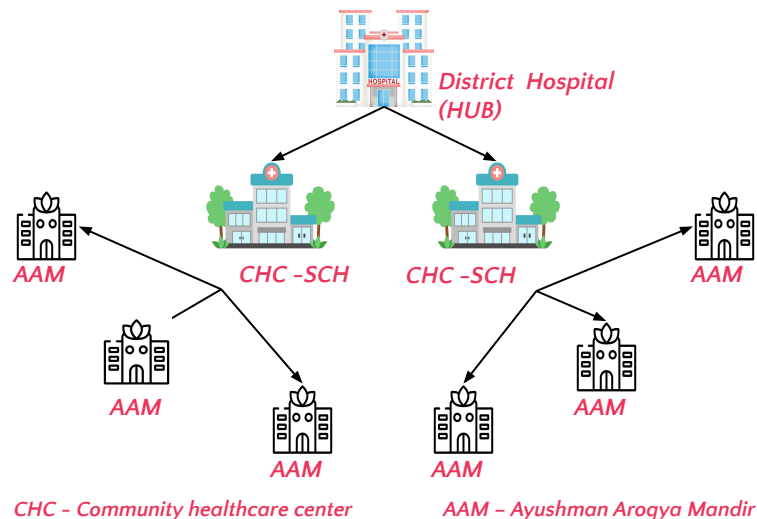 HOSPITAL
District Hospital
(HUB)
CHC -SCH
CHC -SCH
AAM
AAM
AAM
AAM
AAM
AAM
CHC - Community healthcare center
AAM - Ayushman Arogya Mandir